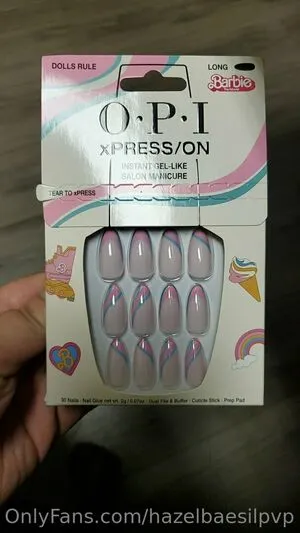 DOLLS RULE
LONG
Barbie
O·P·I
xPRESS/ON
INSTANT GEL-LIKE
SALON MANICURE
TEAR TO xPRESS
30 Nails · Nail Glue net wt. 2g / 0.07oz · Dual File & Buffer · Cuticle Stick · Prep Pad
OnlyFans.com/hazelbaesilpvp